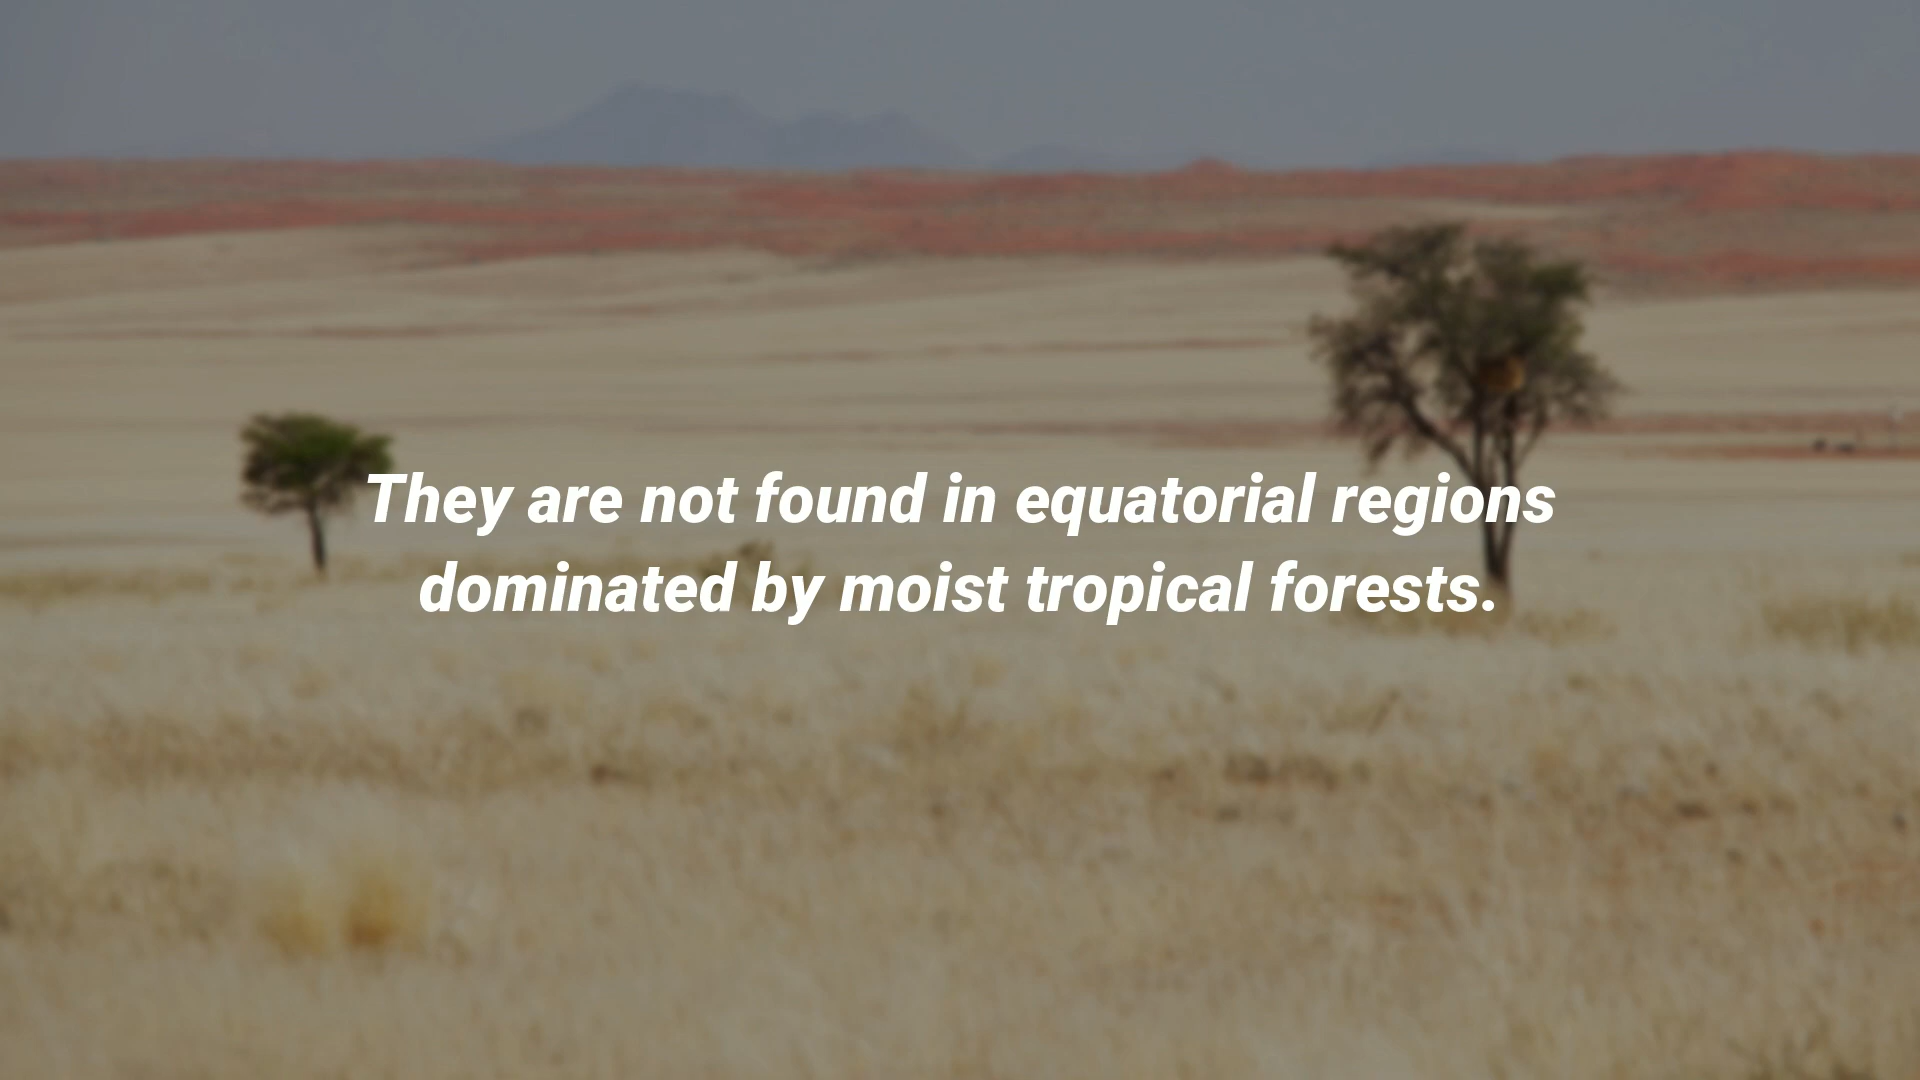 They are not found in equatorial regions
dominated by moist tropical forests.